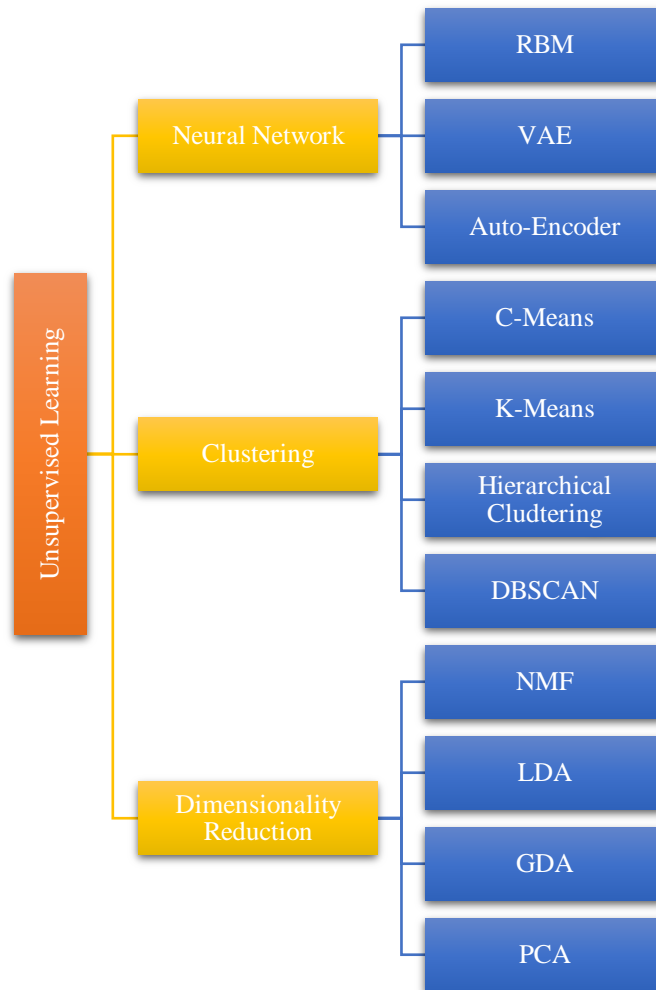 Unsupervised Learning
Neural Network
RBM
VAE
Auto-Encoder
Clustering
C-Means
K-Means
Hierarchical
Cludtering
DBSCAN
Dimensionality
Reduction
NMF
LDA
GDA
PCA